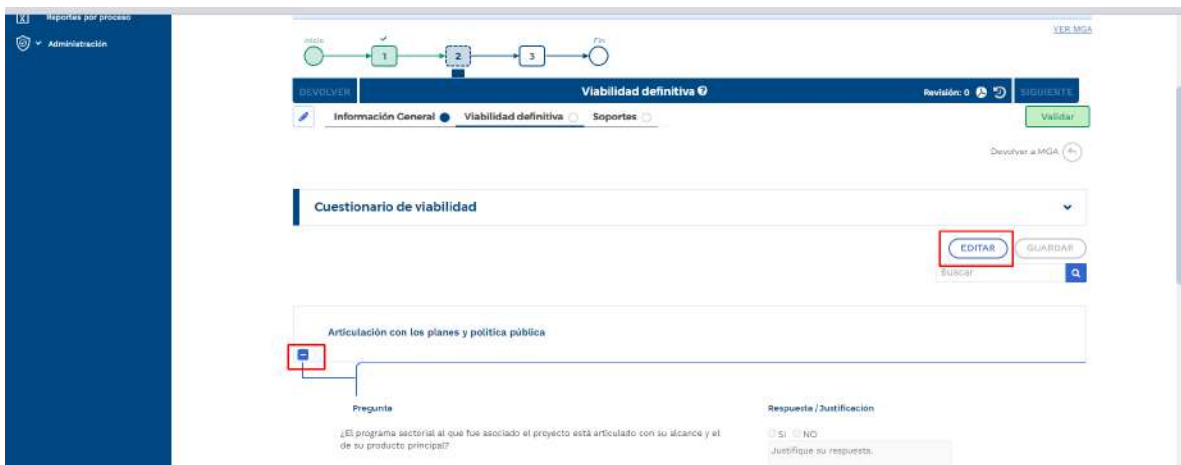 Reportes por proceso
Administración
VER MGA
Inicio
1
2
3
Fin
DEVOLVER
Viabilidad definitiva
Revisión: 0
SIGUIENTE
Información General
Viabilidad definitiva
Soportes
Validar
Devolver a MGA
Cuestionario de viabilidad
EDITAR
GUARDAR
Buscar
Articulación con los planes y política pública
Pregunta
Respuesta / Justificación
¿El programa sectorial al que fue asociado el proyecto está articulado con su alcance y el
de su producto principal?
SI NO
Justifique su respuesta.